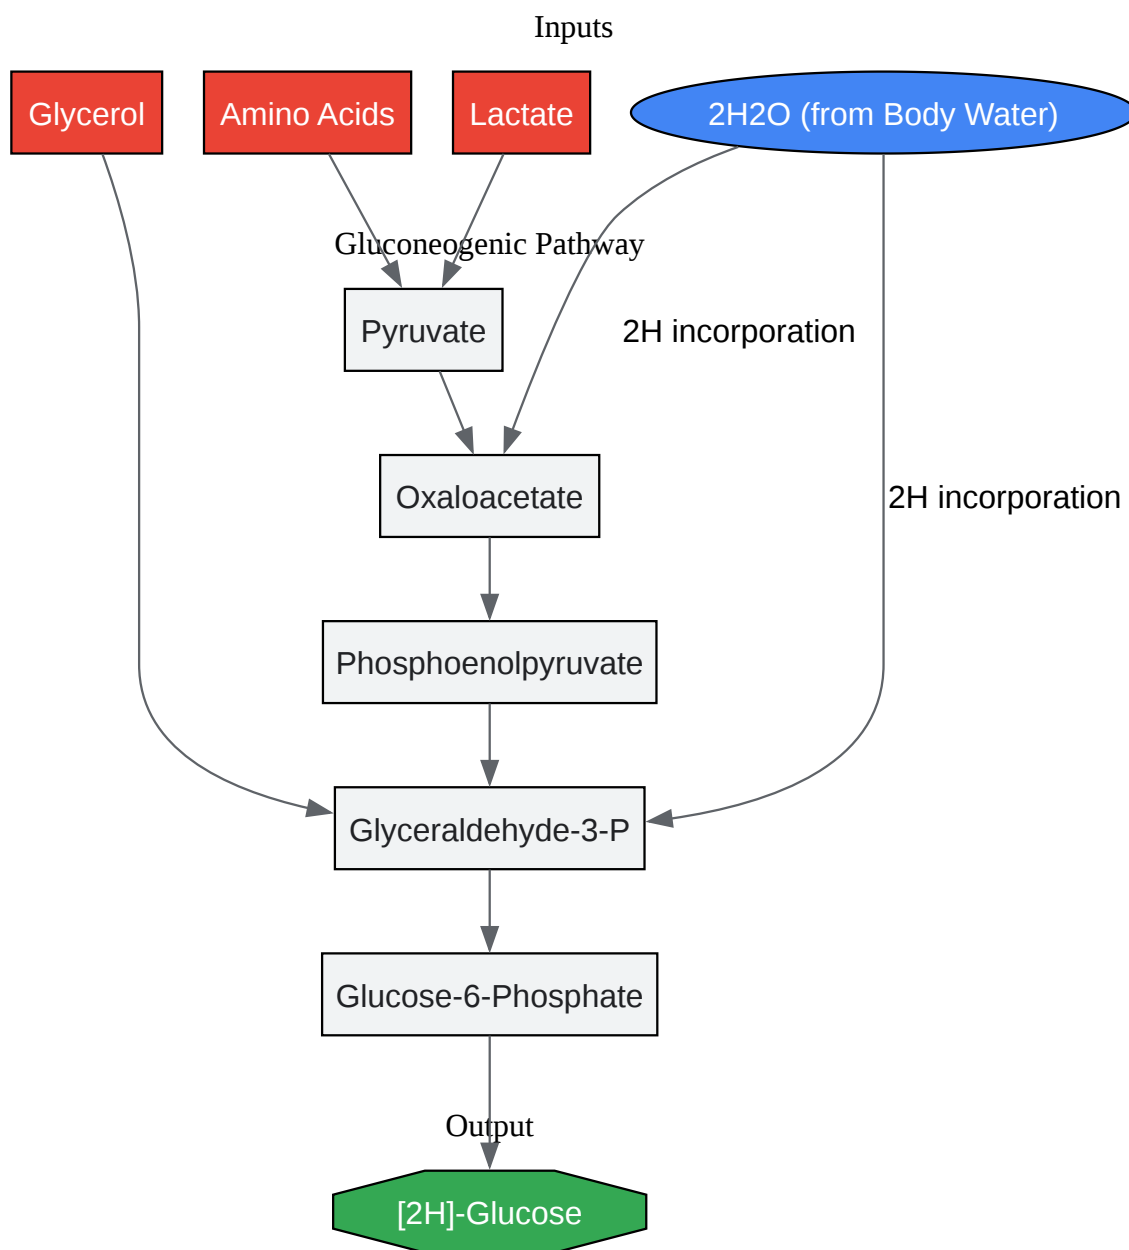 Inputs
Glycerol
Amino Acids
Lactate
2H2O (from Body Water)
Gluconeogenic Pathway
Pyruvate
2H incorporation
Oxaloacetate
2H incorporation
Phosphoenolpyruvate
Glyceraldehyde-3-P
Glucose-6-Phosphate
Output
[2H]-Glucose